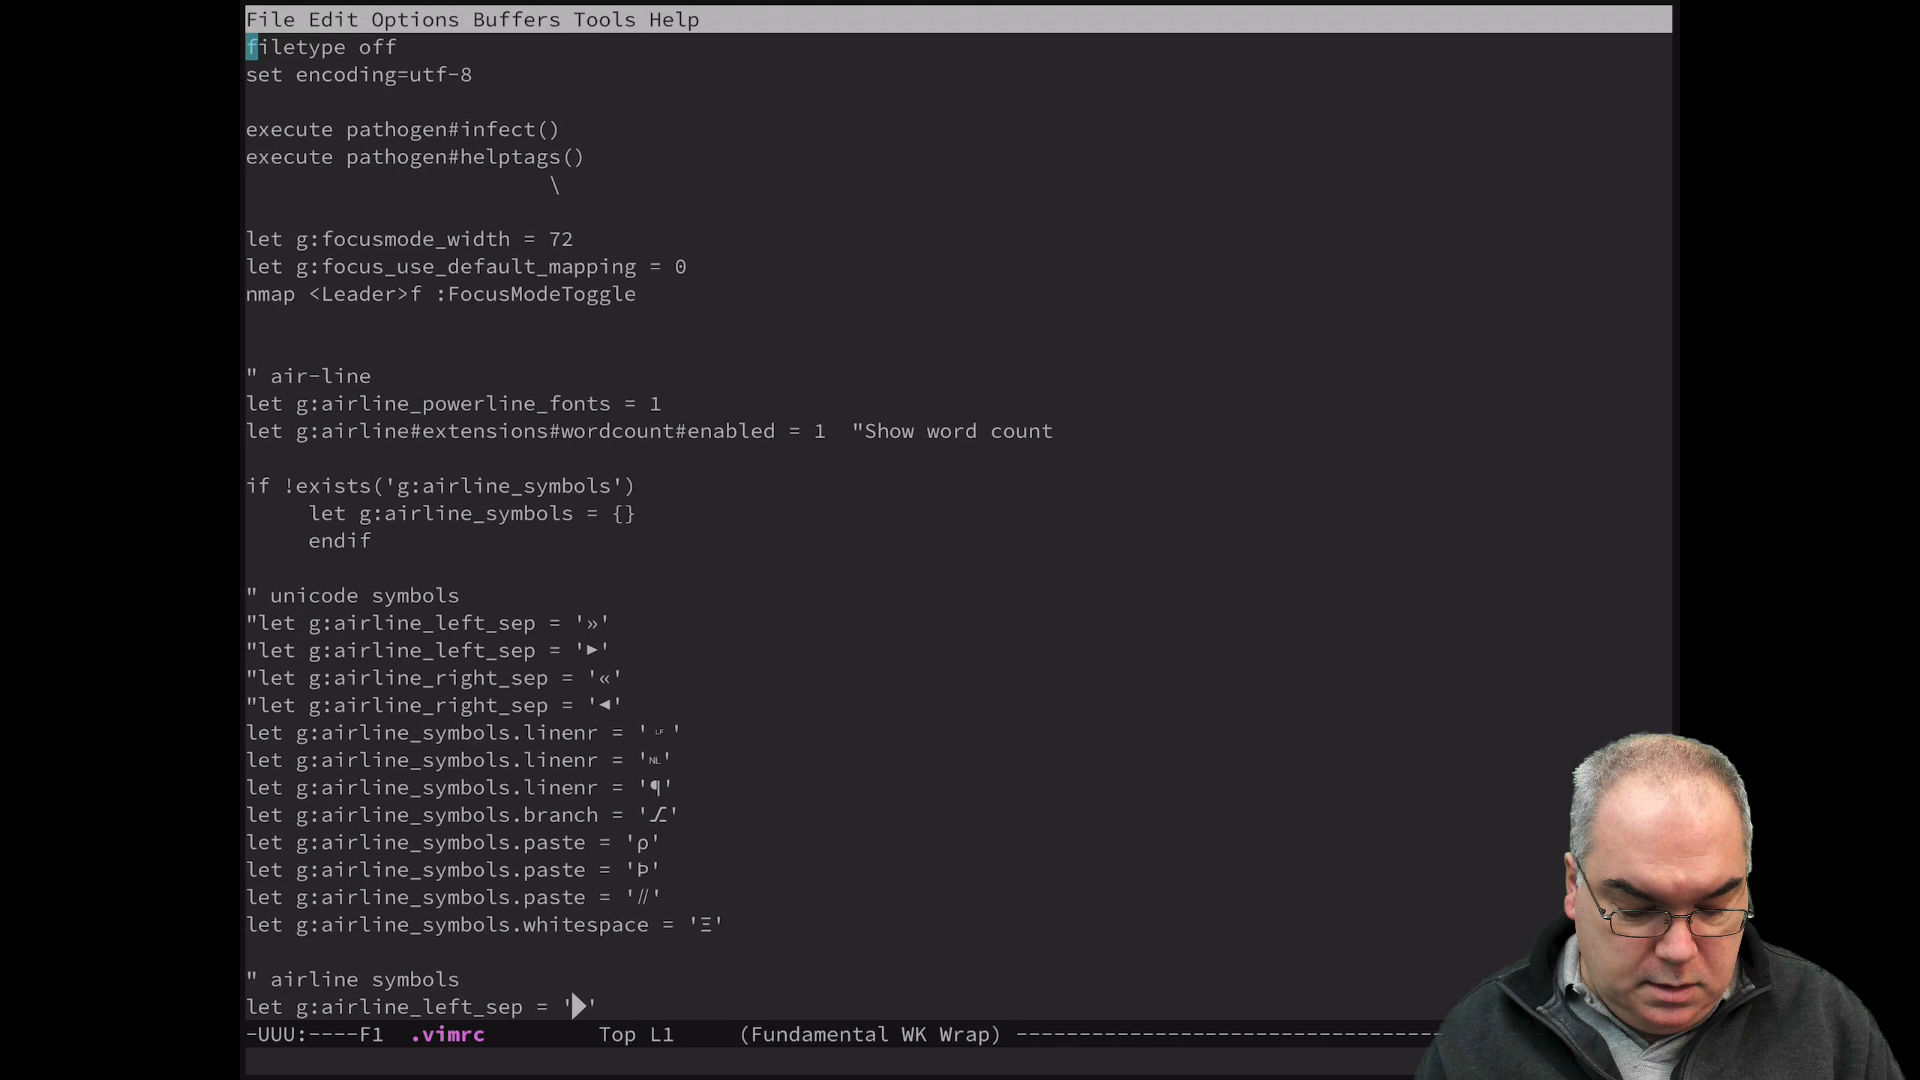 File Edit Options Buffers Tools Help
filetype off
set encoding=utf-8
execute pathogen#infect()
execute pathogen#helptags()
\
let g:focusmode_width = 72
let g:focus_use_default_mapping = 0
nmap <Leader>f :FocusModeToggle
" air-line
let g:airline_powerline_fonts = 1
let g:airline#extensions#wordcount#enabled = 1  "Show word count
if !exists('g:airline_symbols')
let g:airline_symbols = {}
endif
" unicode symbols
"let g:airline_left_sep = '»'
"let g:airline_left_sep = '►'
"let g:airline_right_sep = '«'
"let g:airline_right_sep = '◄'
let g:airline_symbols.linenr = '␊'
let g:airline_symbols.linenr = '␤'
let g:airline_symbols.linenr = '¶'
let g:airline_symbols.branch = '⎇'
let g:airline_symbols.paste = 'ρ'
let g:airline_symbols.paste = 'Þ'
let g:airline_symbols.paste = '∥'
let g:airline_symbols.whitespace = 'Ξ'
" airline symbols
let g:airline_left_sep = ''
-UUU:----F1  .vimrc         Top L1     (Fundamental WK Wrap) ----------------------------------